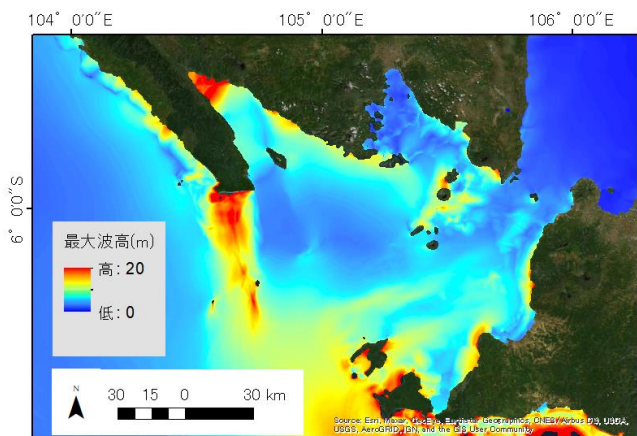 104° 0'0"E
105° 0'0"E
106° 0'0"E
6° 0'0"S
最大波高(m)
高: 20
低: 0
N
30 15 0 30 km
Source: Esri, Maxar, GeoEye, Earthstar Geographics, CNES/Airbus DS, USDA,
USGS, AeroGRID, IGN, and the GIS User Community